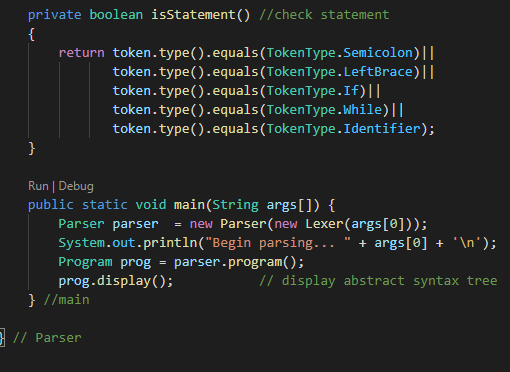 private boolean isStatement() //check statement
{
return token.type().equals(TokenType.Semicolon)||
token.type().equals(TokenType.LeftBrace)||
token.type().equals(TokenType.If)||
token.type().equals(TokenType.While)||
token.type().equals(TokenType.Identifier);
}
Run | Debug
public static void main(String args[]) {
Parser parser  = new Parser(new Lexer(args[0]));
System.out.println("Begin parsing... " + args[0] + '\n');
Program prog = parser.program();
prog.display();           // display abstract syntax tree
} //main
} // Parser